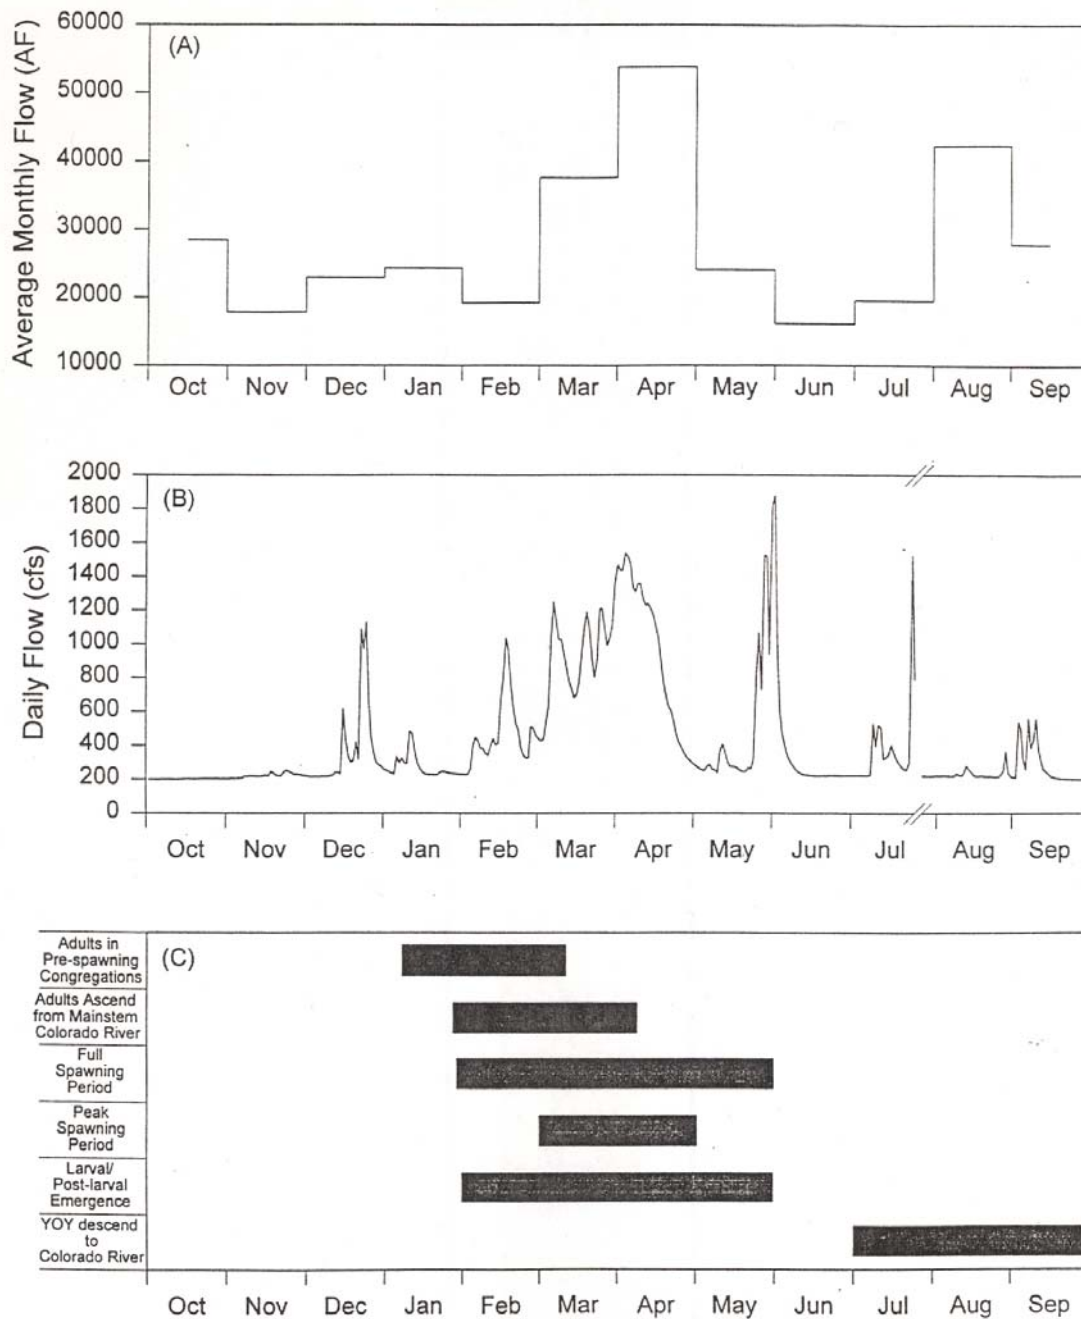 (A)
Average Monthly Flow (AF)
60000
50000
40000
30000
20000
10000
Oct Nov Dec Jan Feb Mar Apr May Jun Jul Aug Sep
(B)
Daily Flow (cfs)
2000
1800
1600
1400
1200
1000
800
600
400
200
0
Oct Nov Dec Jan Feb Mar Apr May Jun Jul Aug Sep
(C)
Adults in
Pre-spawning
Congregations
Adults Ascend
from Mainstem
Colorado River
Full
Spawning
Period
Peak
Spawning
Period
Larval/
Post-larval
Emergence
YOY descend
to
Colorado River
Oct Nov Dec Jan Feb Mar Apr May Jun Jul Aug Sep